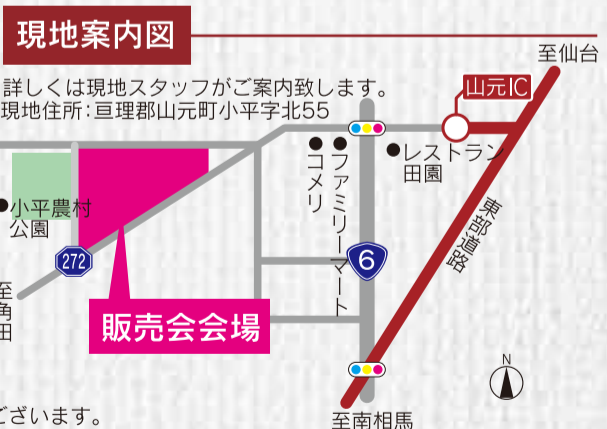 現地案内図
至仙台
詳しくは現地スタッフがご案内致します。
現地住所：亘理郡山元町小平字北55
山元IC
コメリ
ファミリーマート
レストラン
田園
小平農村
公園
東部道路
272
6
至角田
販売会会場
N
ございます。
至南相馬